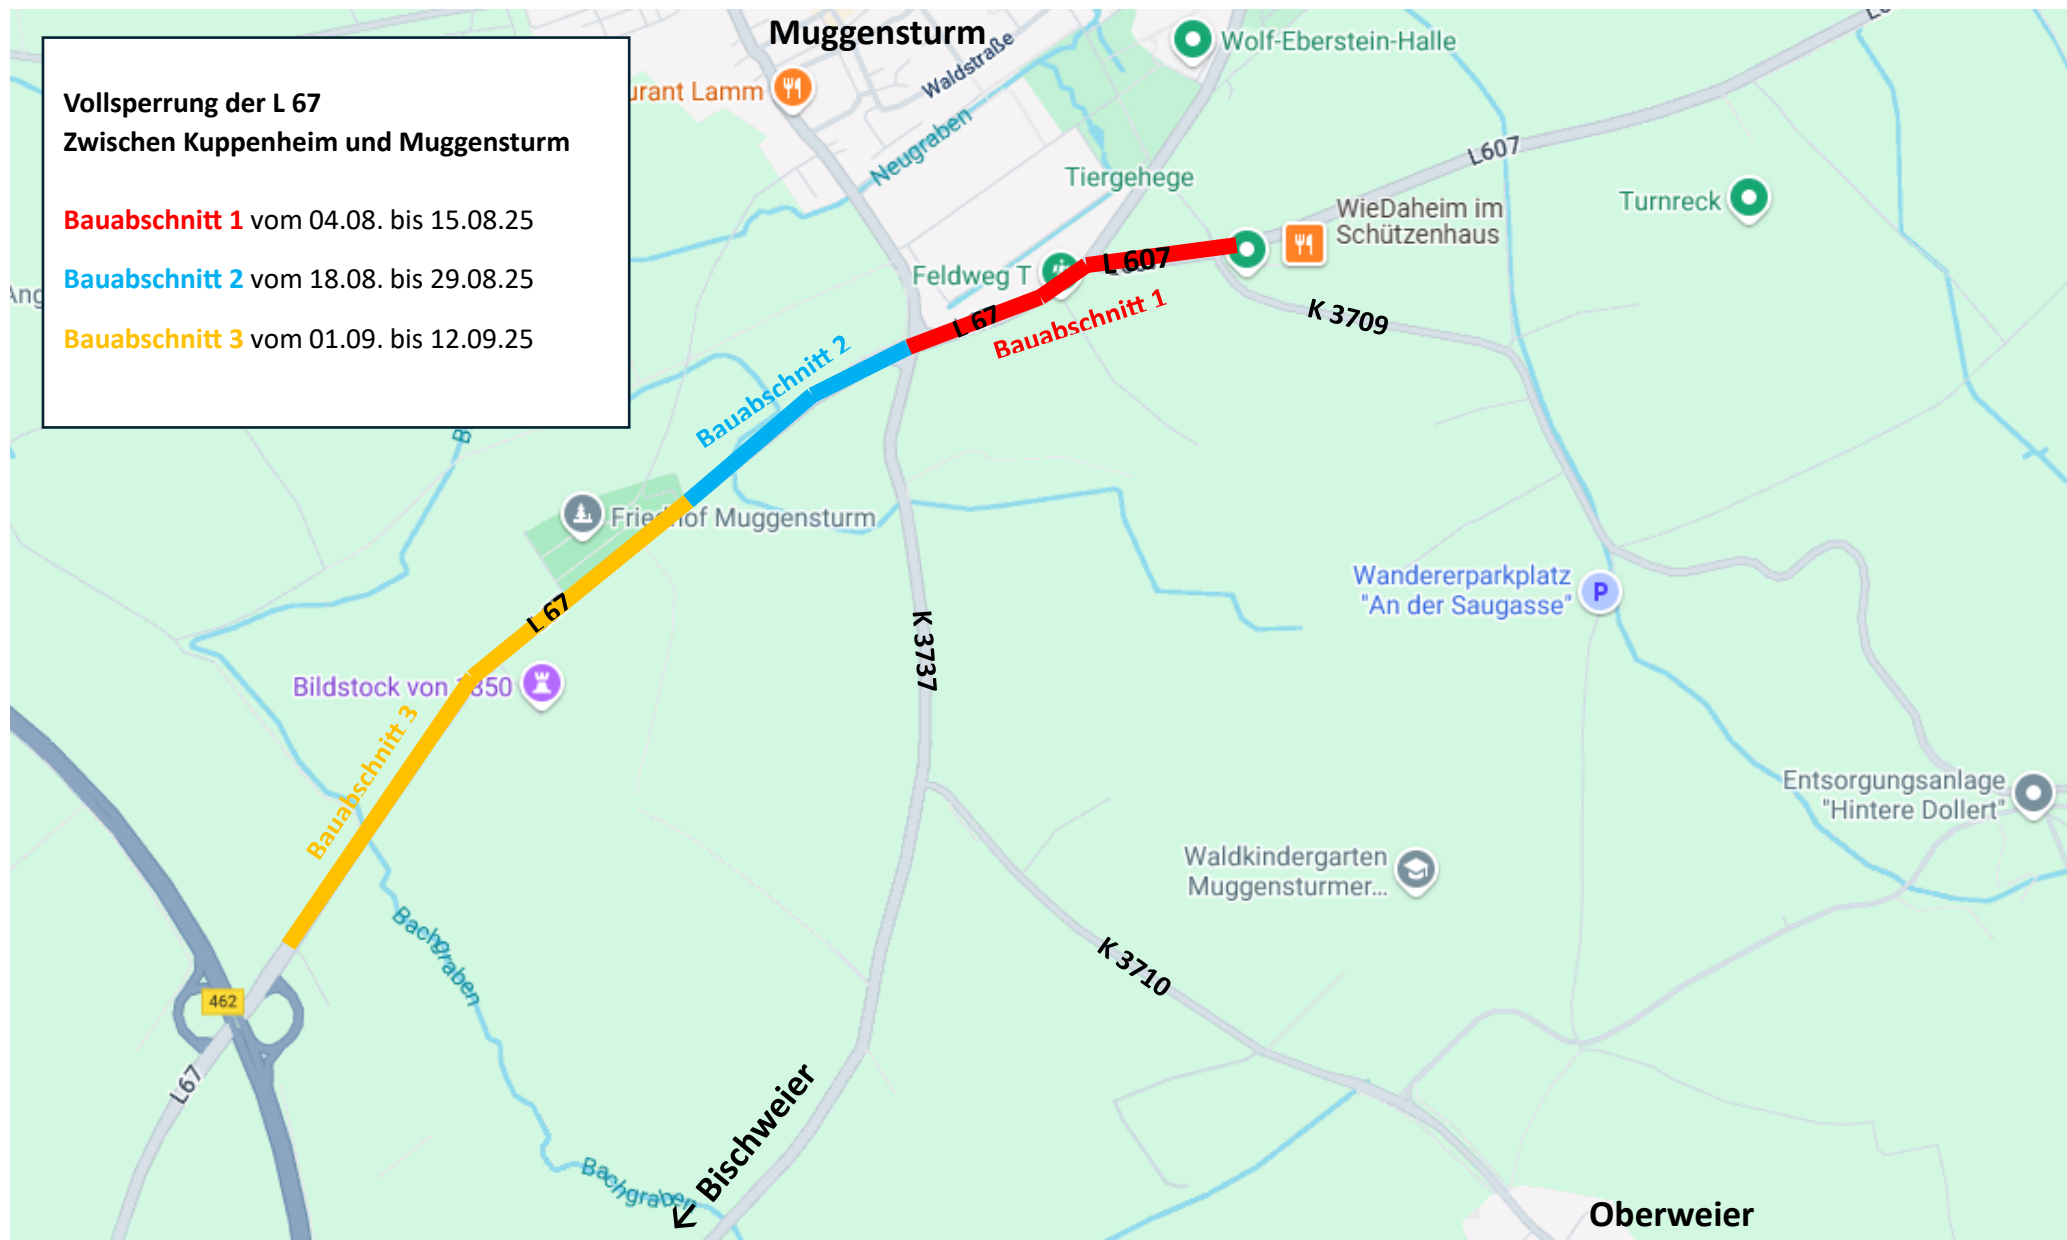 Vollsperrung der L 67
Zwischen Kuppenheim und Muggensturm
Bauabschnitt 1 vom 04.08. bis 15.08.25
Bauabschnitt 2 vom 18.08. bis 29.08.25
Bauabschnitt 3 vom 01.09. bis 12.09.25
Muggensturm
Waldstraße
Wolf-Eberstein-Halle
Lamm
Neugraben
Tiergehege
L607
Turnreck
WieDaheim im
Schützenhaus
Feldweg T
L 607
L 67
Bauabschnitt 1
K 3709
Bauabschnitt 2
Friedhof Muggensturm
Wandererparkplatz
"An der Saugasse"
P
L 67
K 3737
Bildstock von 1850
Bauabschnitt 3
Entsorgungsanlage
"Hintere Dollert"
Waldkindergarten
Muggensturmer...
Bachgraben
K 3710
462
L67
Bischweier
Bachgraben
Oberweier